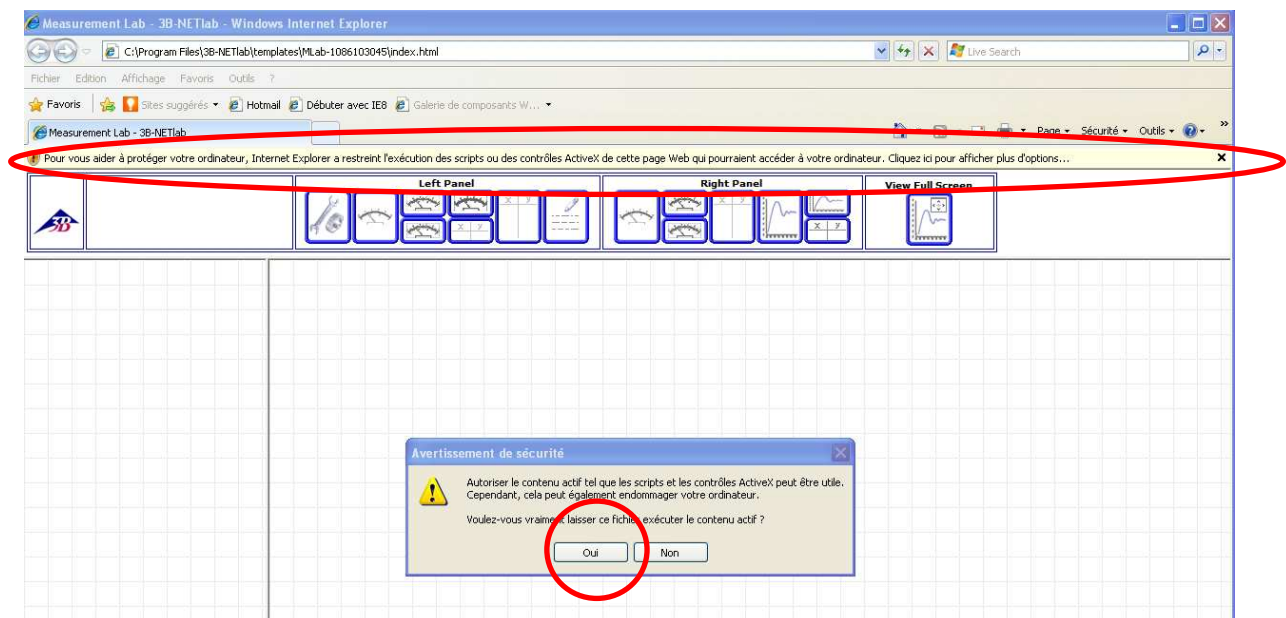 Measurement Lab - 3B-NETlab - Windows Internet Explorer
C:\Program Files\3B-NETlab\templates\MLab-1086103045\index.html
Live Search
Fichier Edition Affichage Favoris Outils ?
Favoris Sites suggérés Hotmail Débuter avec IE8 Galerie de composants W...
Measurement Lab - 3B-NETlab
Page Sécurité Outils »
Pour vous aider à protéger votre ordinateur, Internet Explorer a restreint l'exécution des scripts ou des contrôles ActiveX de cette page Web qui pourraient accéder à votre ordinateur. Cliquez ici pour afficher plus d'options...
Left Panel Right Panel View Full Screen
3B
x y x y
x y x y
Avertissement de sécurité
Autoriser le contenu actif tel que les scripts et les contrôles ActiveX peut être utile.
Cependant, cela peut également endommager votre ordinateur.
Voulez-vous vraiment laisser ce fichier exécuter le contenu actif ?
Oui Non